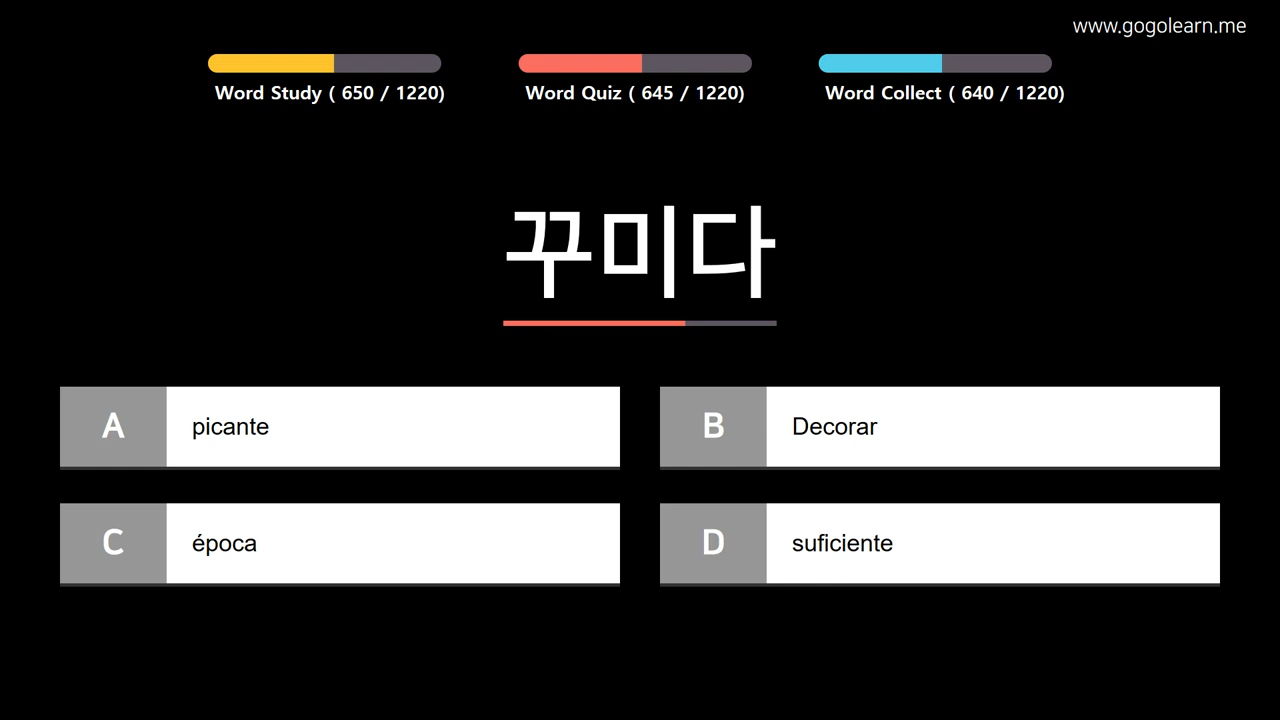 www.gogolearn.me
Word Study ( 650 / 1220)
Word Quiz ( 645 / 1220)
Word Collect ( 640 / 1220)
꾸미다
A picante
B Decorar
C época
D suficiente